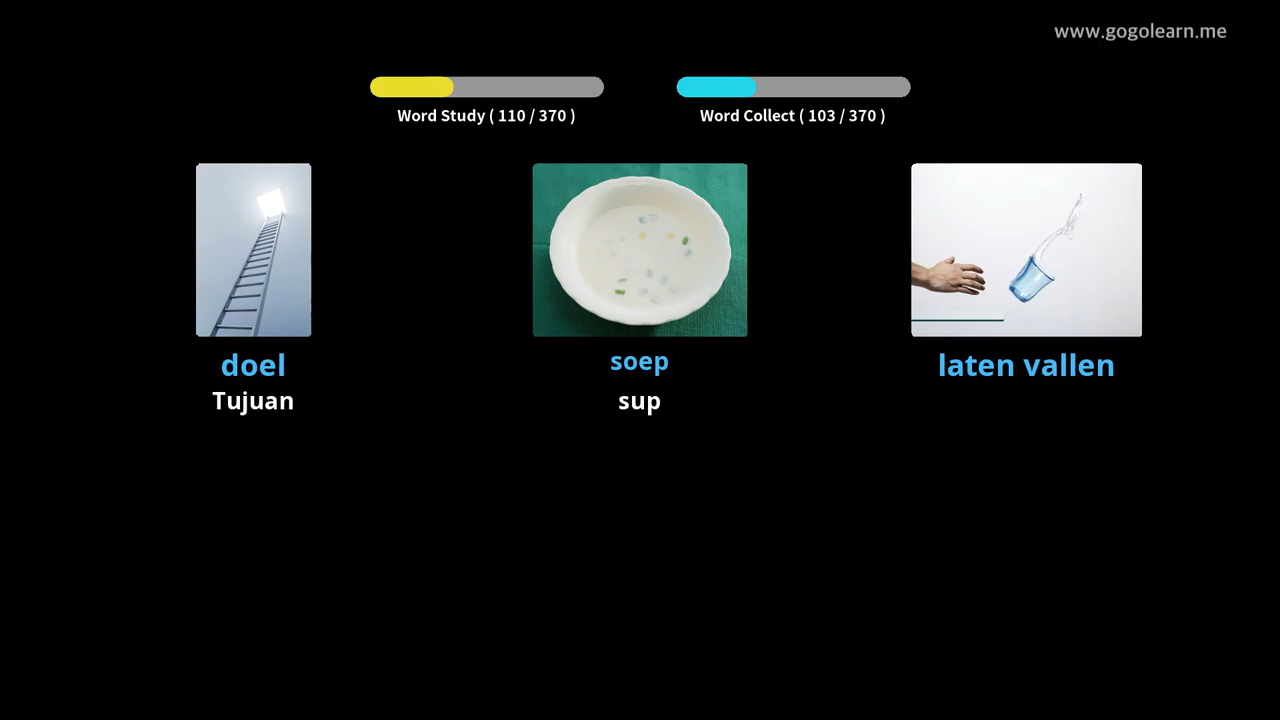 www.gogolearn.me
Word Study ( 110 / 370 )
Word Collect ( 103 / 370 )
doel
Tujuan
soep
sup
laten vallen